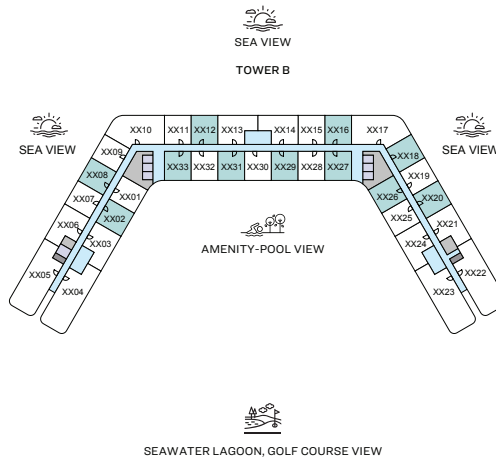 SEA VIEW
TOWER B
SEA VIEW
SEA VIEW
XX10
XX11
XX12
XX13
XX14
XX15
XX16
XX17
XX09
XX18
XX08
XX33
XX32
XX31
XX30
XX29
XX28
XX27
XX19
XX07
XX01
XX26
XX20
XX02
XX25
XX06
XX21
XX03
XX24
AMENITY-POOL VIEW
XX05
XX22
XX04
XX23
SEAWATER LAGOON, GOLF COURSE VIEW